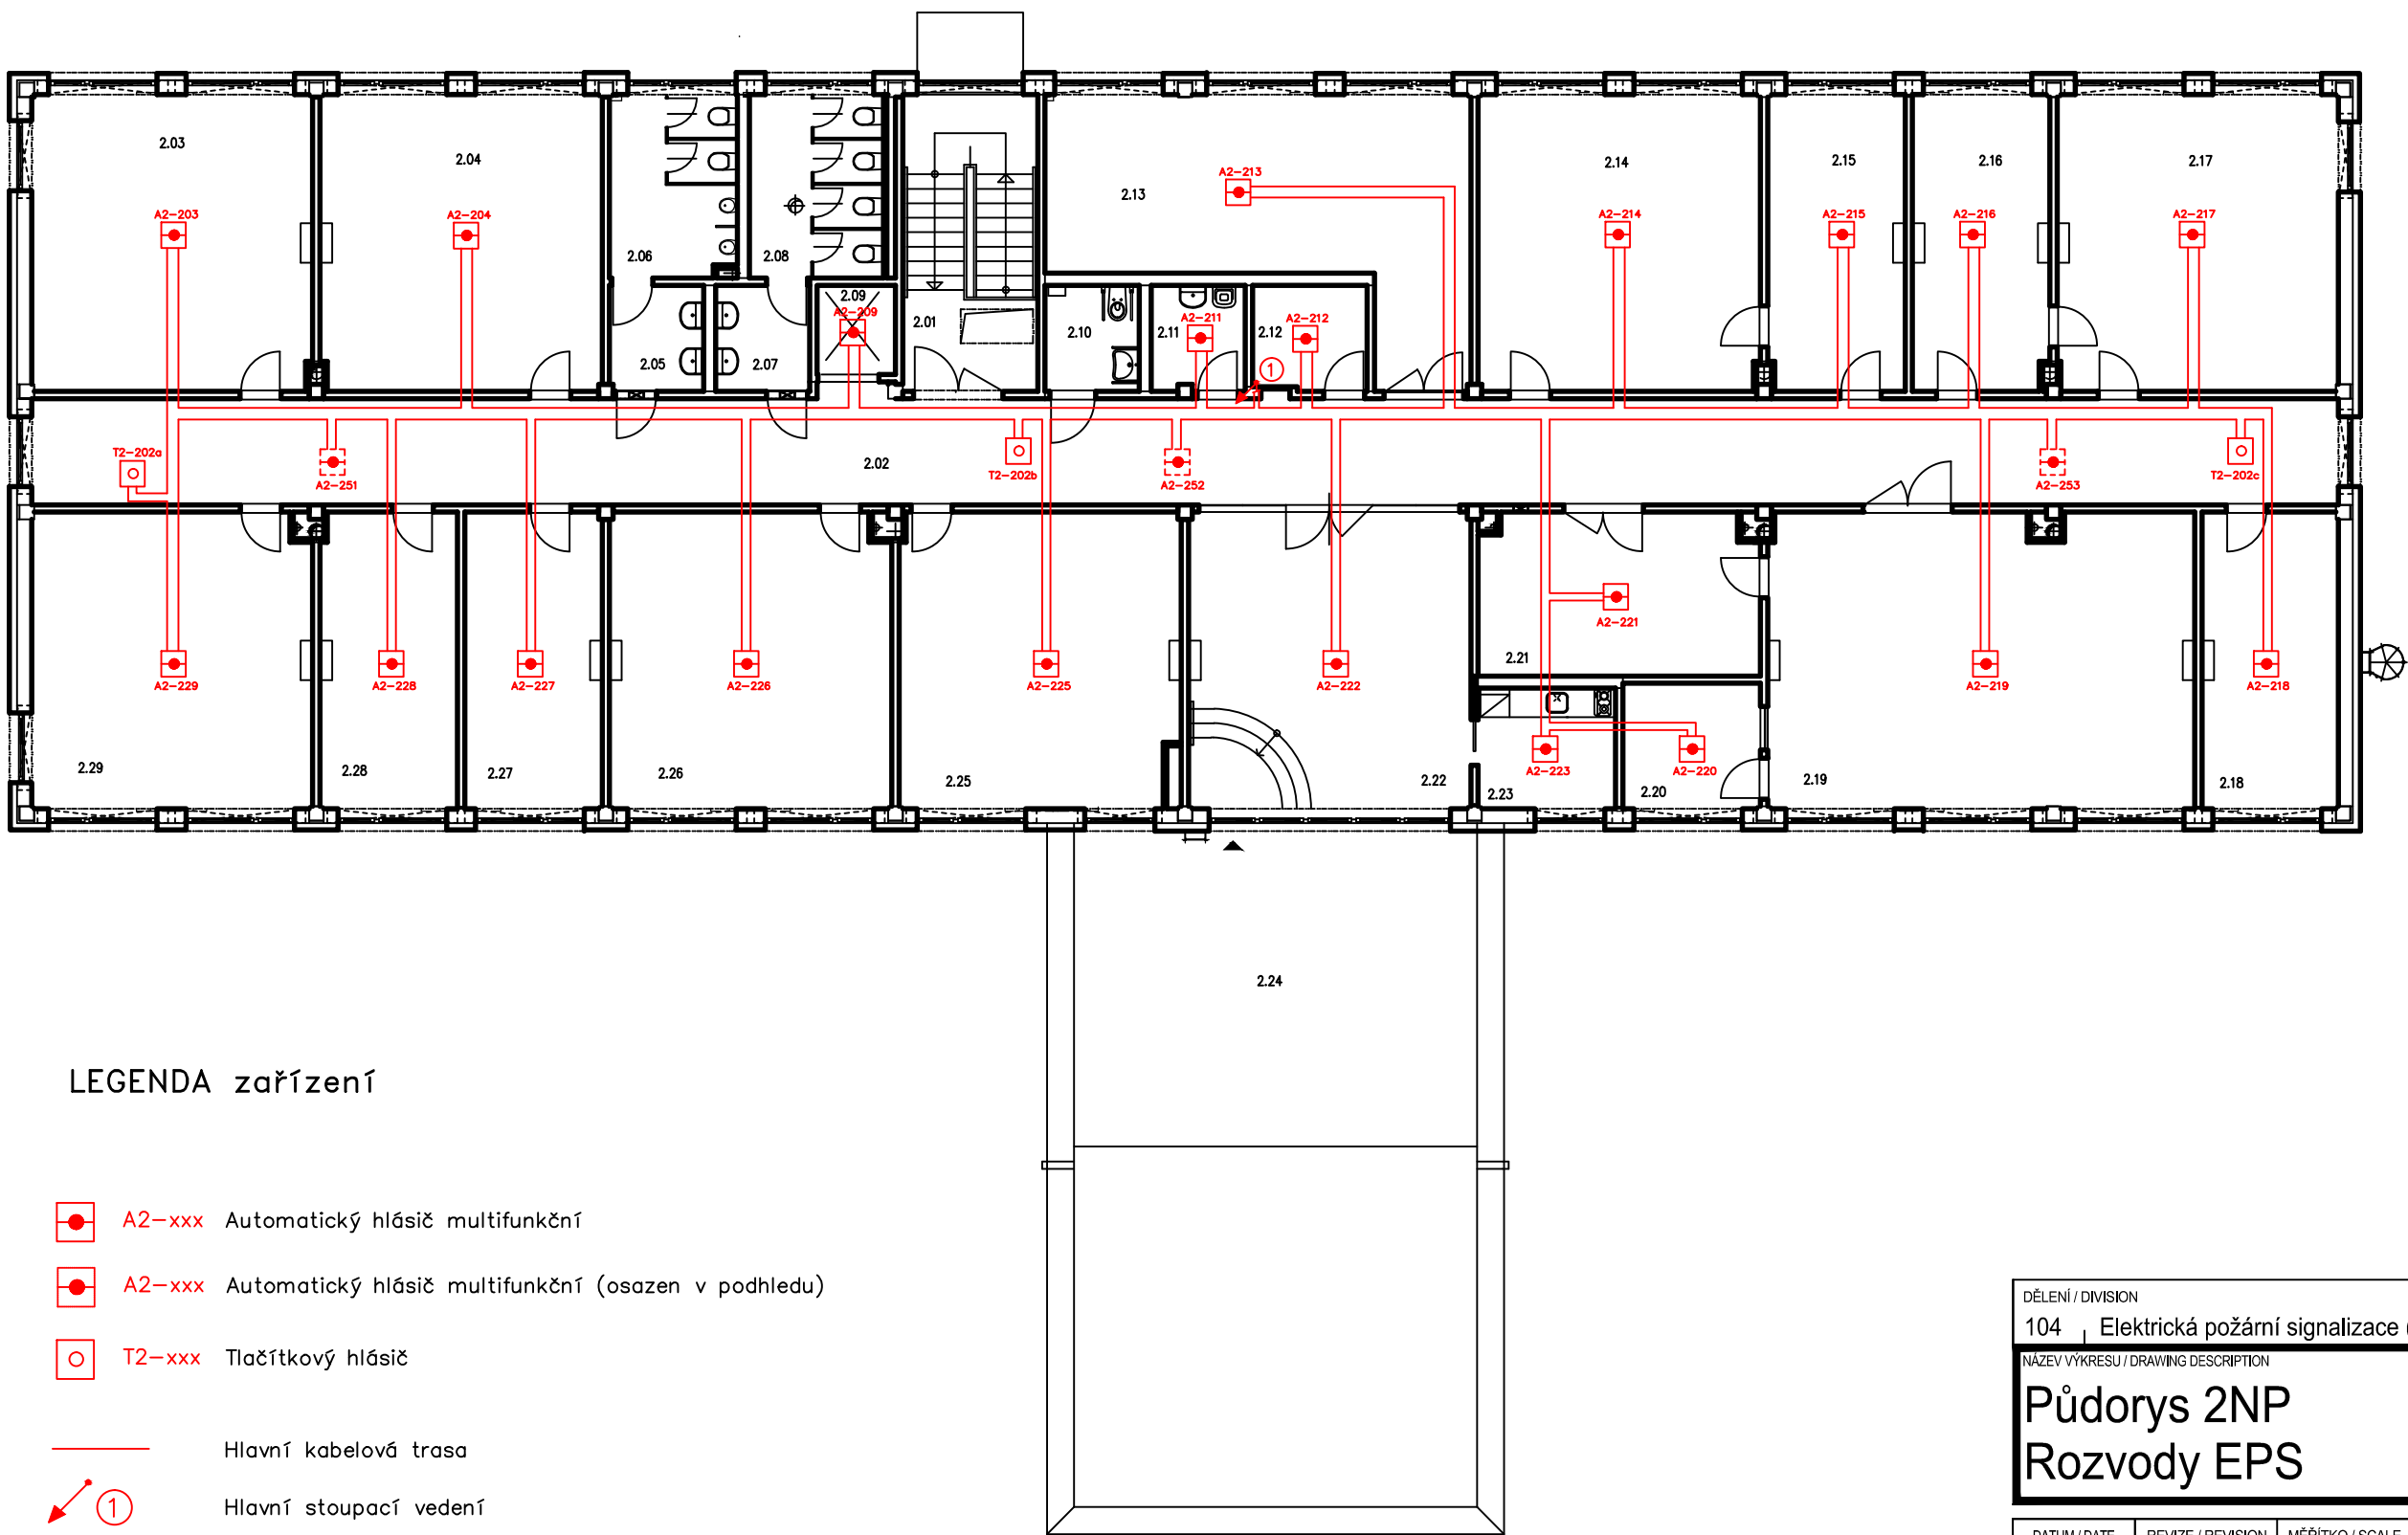 2.03
2.04
2.13
2.14
2.15
2.16
2.17
A2-203
A2-204
A2-213
A2-214
A2-215
A2-216
A2-217
2.06
2.08
2.09
A2-209
2.01
2.10
2.11
A2-211
2.12
A2-212
2.05
2.07
1
T2-202a
A2-251
2.02
T2-202b
A2-252
A2-253
T2-202c
A2-221
2.21
A2-229
A2-228
A2-227
A2-226
A2-225
A2-222
A2-219
A2-218
2.29
2.28
2.27
2.26
2.25
2.22
A2-223
A2-220
2.23
2.20
2.19
2.18
2.24
LEGENDA zařízení
A2-xxx Automatický hlásič multifunkční
A2-xxx Automatický hlásič multifunkční (osazen v podhledu)
T2-xxx Tlačítkový hlásič
Hlavní kabelová trasa
1 Hlavní stoupací vedení
DĚLENÍ / DIVISION
104 Elektrická požární signalizace (
NÁZEV VÝKRESU / DRAWING DESCRIPTION
Půdorys 2NP
Rozvody EPS
DATUM / DATE REVIZE / REVISION MĚŘÍTKO / SCALE